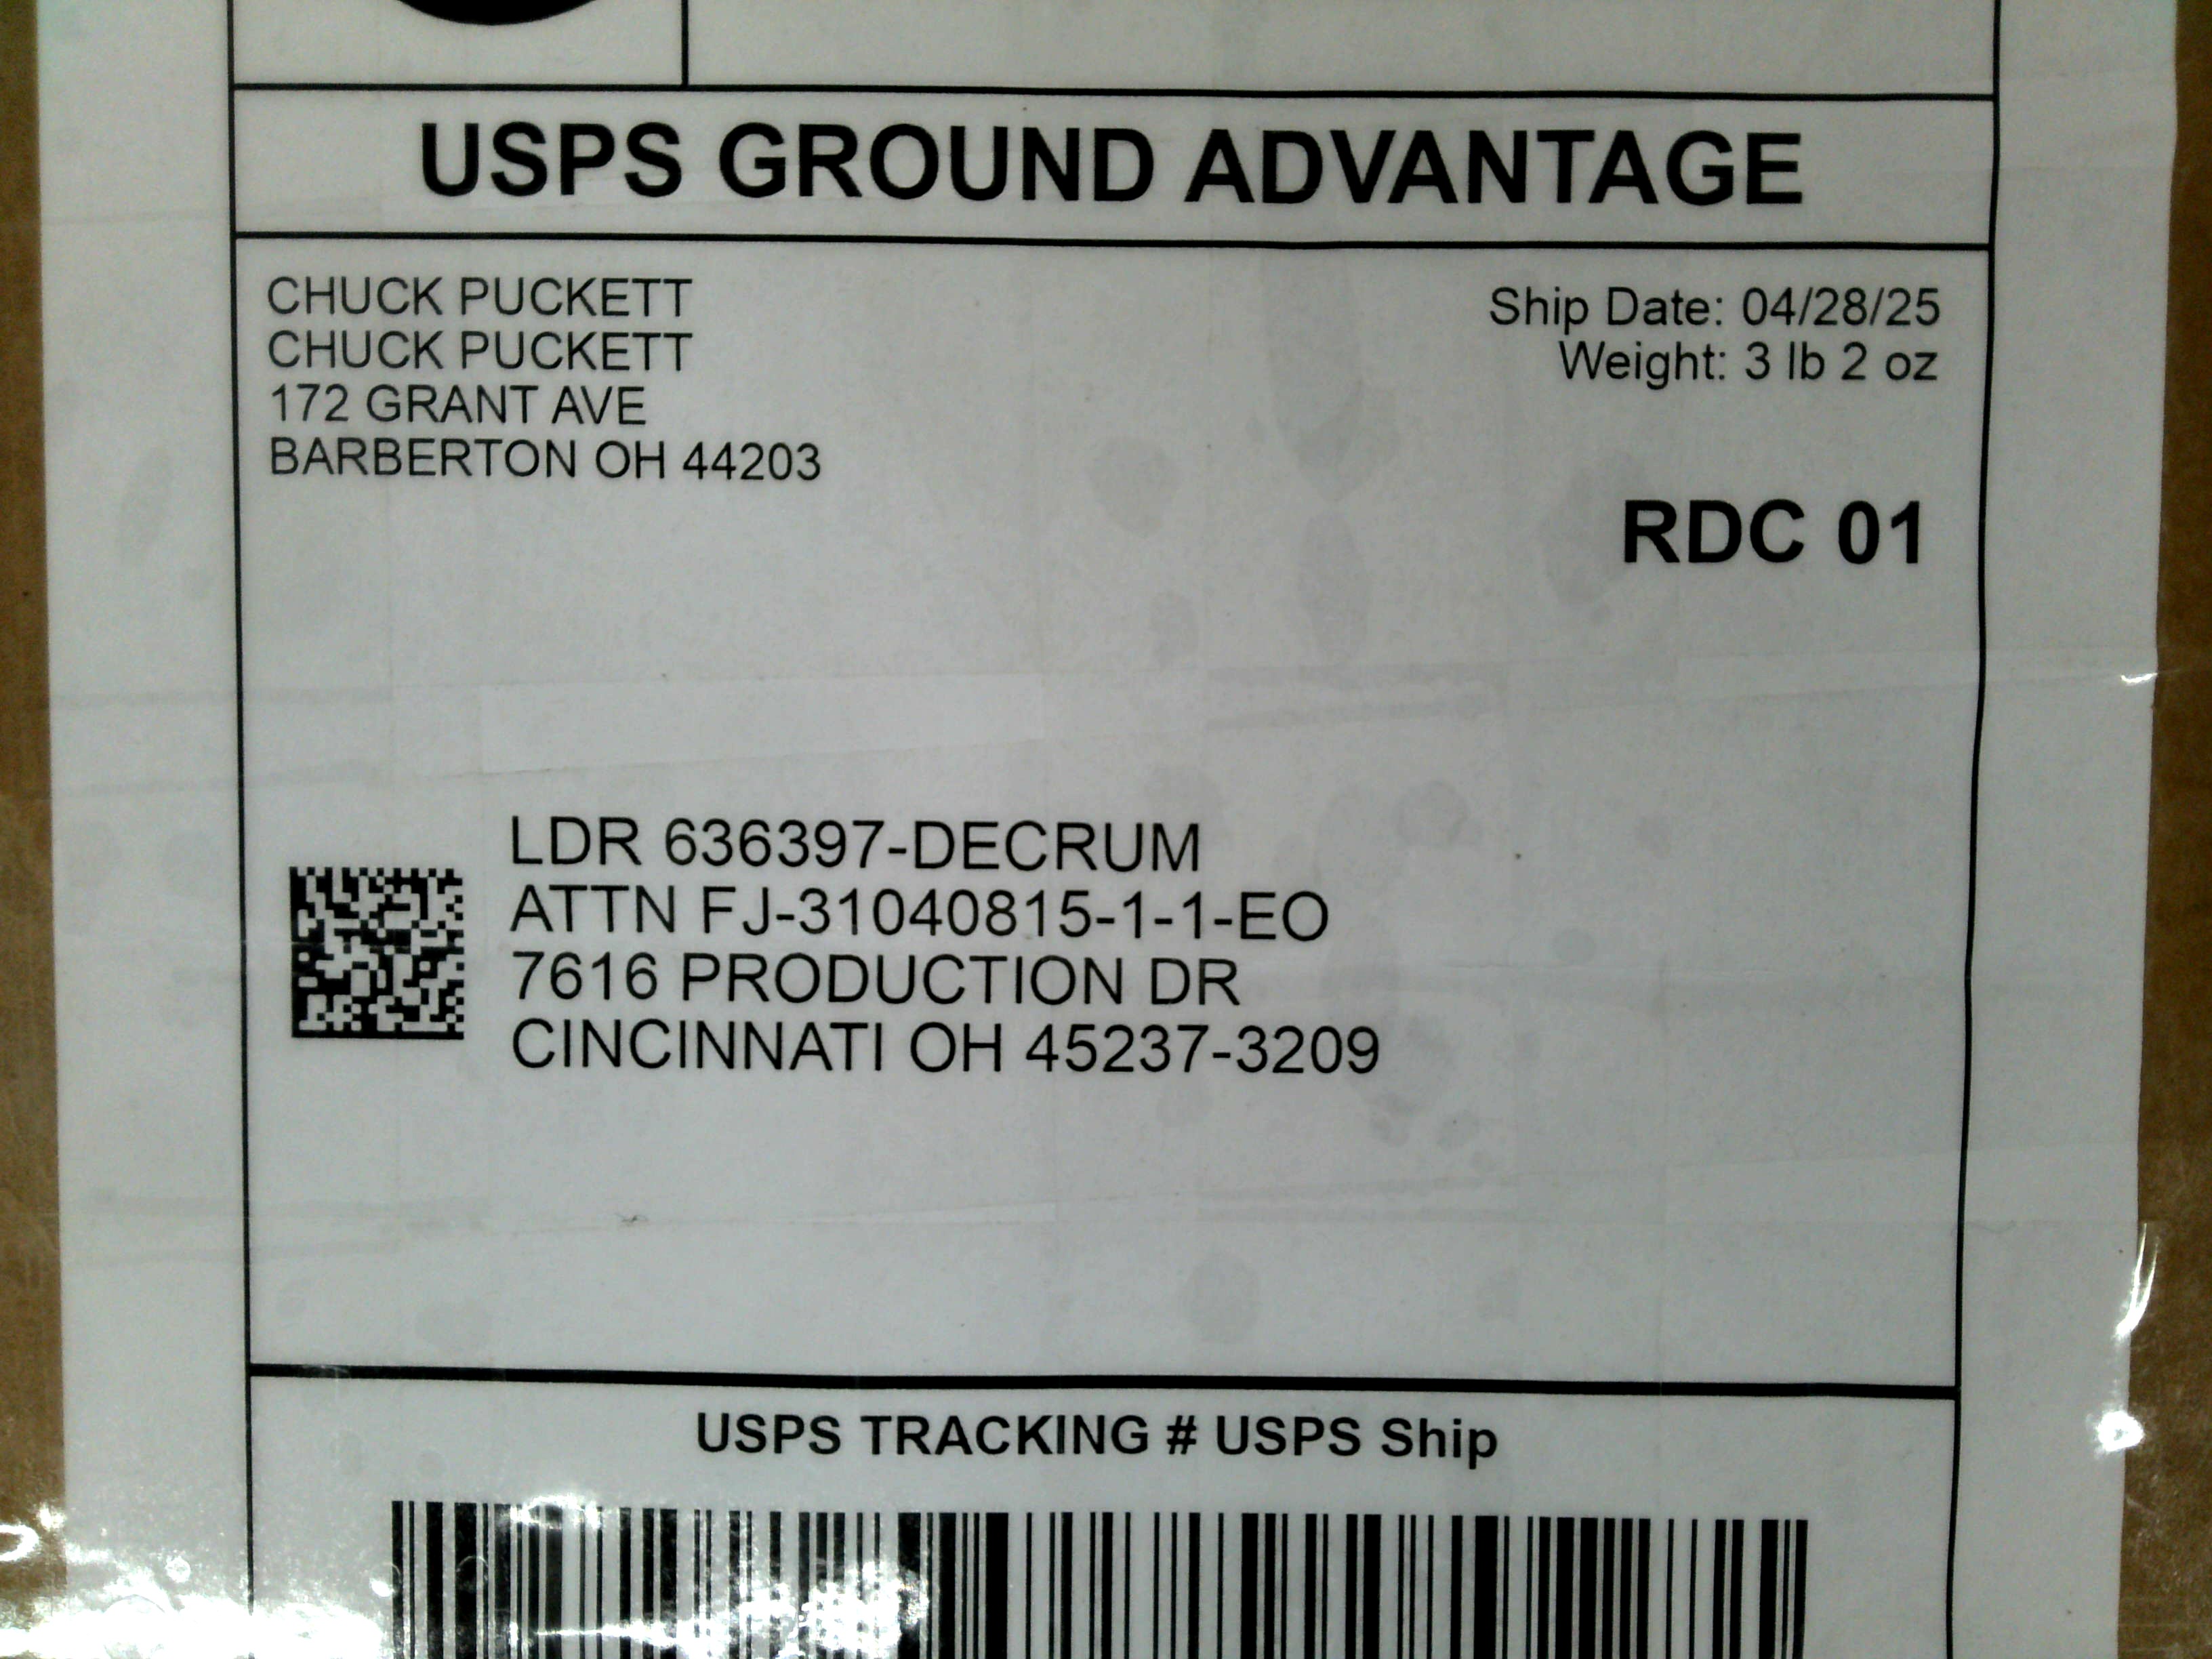 USPS GROUND ADVANTAGE
CHUCK PUCKETT
CHUCK PUCKETT
172 GRANT AVE
BARBERTON OH 44203
Ship Date: 04/28/25
Weight: 3 lb 2 oz
RDC 01
LDR 636397-DECRUM
ATTN FJ-31040815-1-1-EO
7616 PRODUCTION DR
CINCINNATI OH 45237-3209
USPS TRACKING # USPS Ship